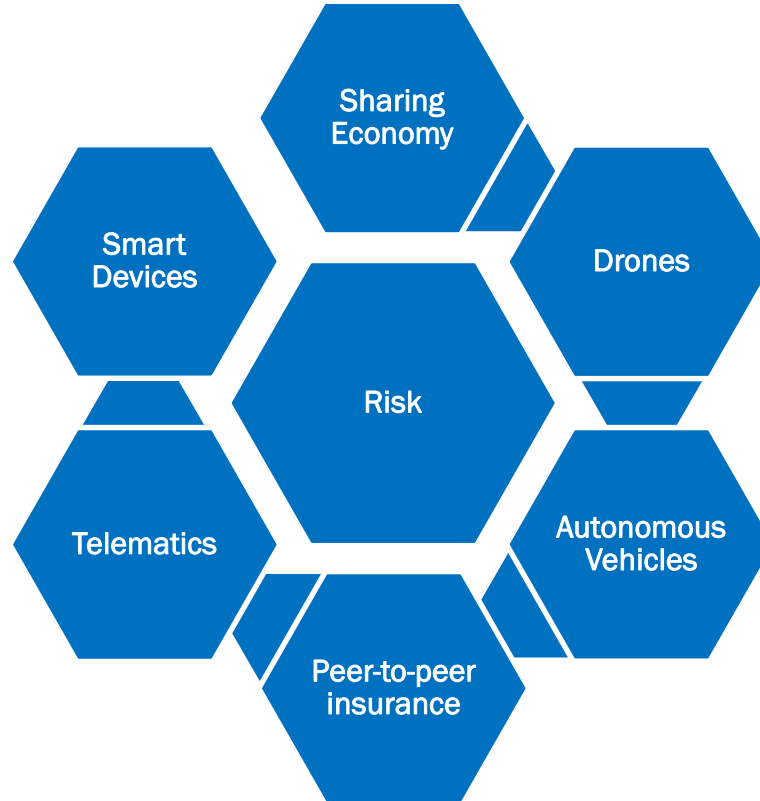 Sharing
Economy
Smart
Devices
Drones
Risk
Telematics
Autonomous
Vehicles
Peer-to-peer
insurance